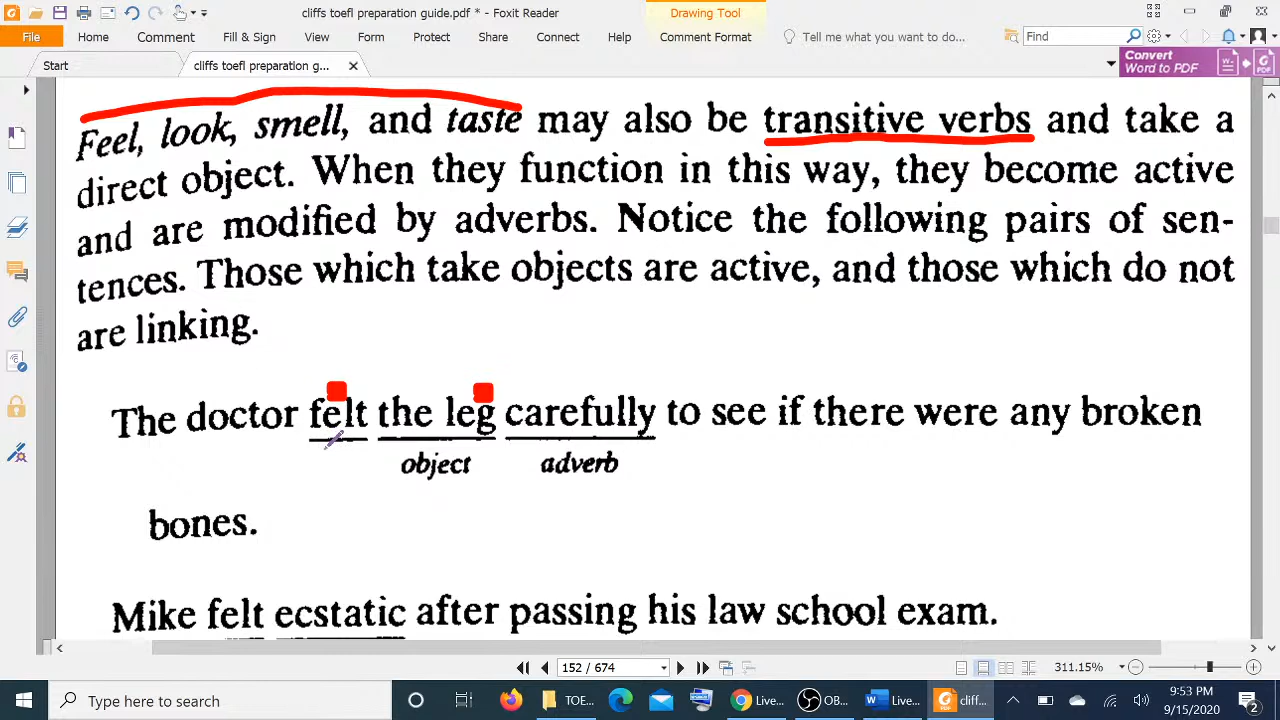 cliffs toefl preparation guide.pdf * - Foxit Reader
Drawing Tool
File Home Comment Fill & Sign View Form Protect Share Connect Help Comment Format Tell me what you want to do... Find
Start cliffs toefl preparation g... Convert
Word to PDF
Feel, look, smell, and taste may also be transitive verbs and take a
direct object. When they function in this way, they become active
and are modified by adverbs. Notice the following pairs of sen-
tences. Those which take objects are active, and those which do not
are linking.
The doctor felt the leg carefully to see if there were any broken
object adverb
bones.
Mike felt ecstatic after passing his law school exam.
152 / 674 311.15%
Type here to search TOE... Live... OB... Live... cliff... 9:53 PM
9/15/2020 2